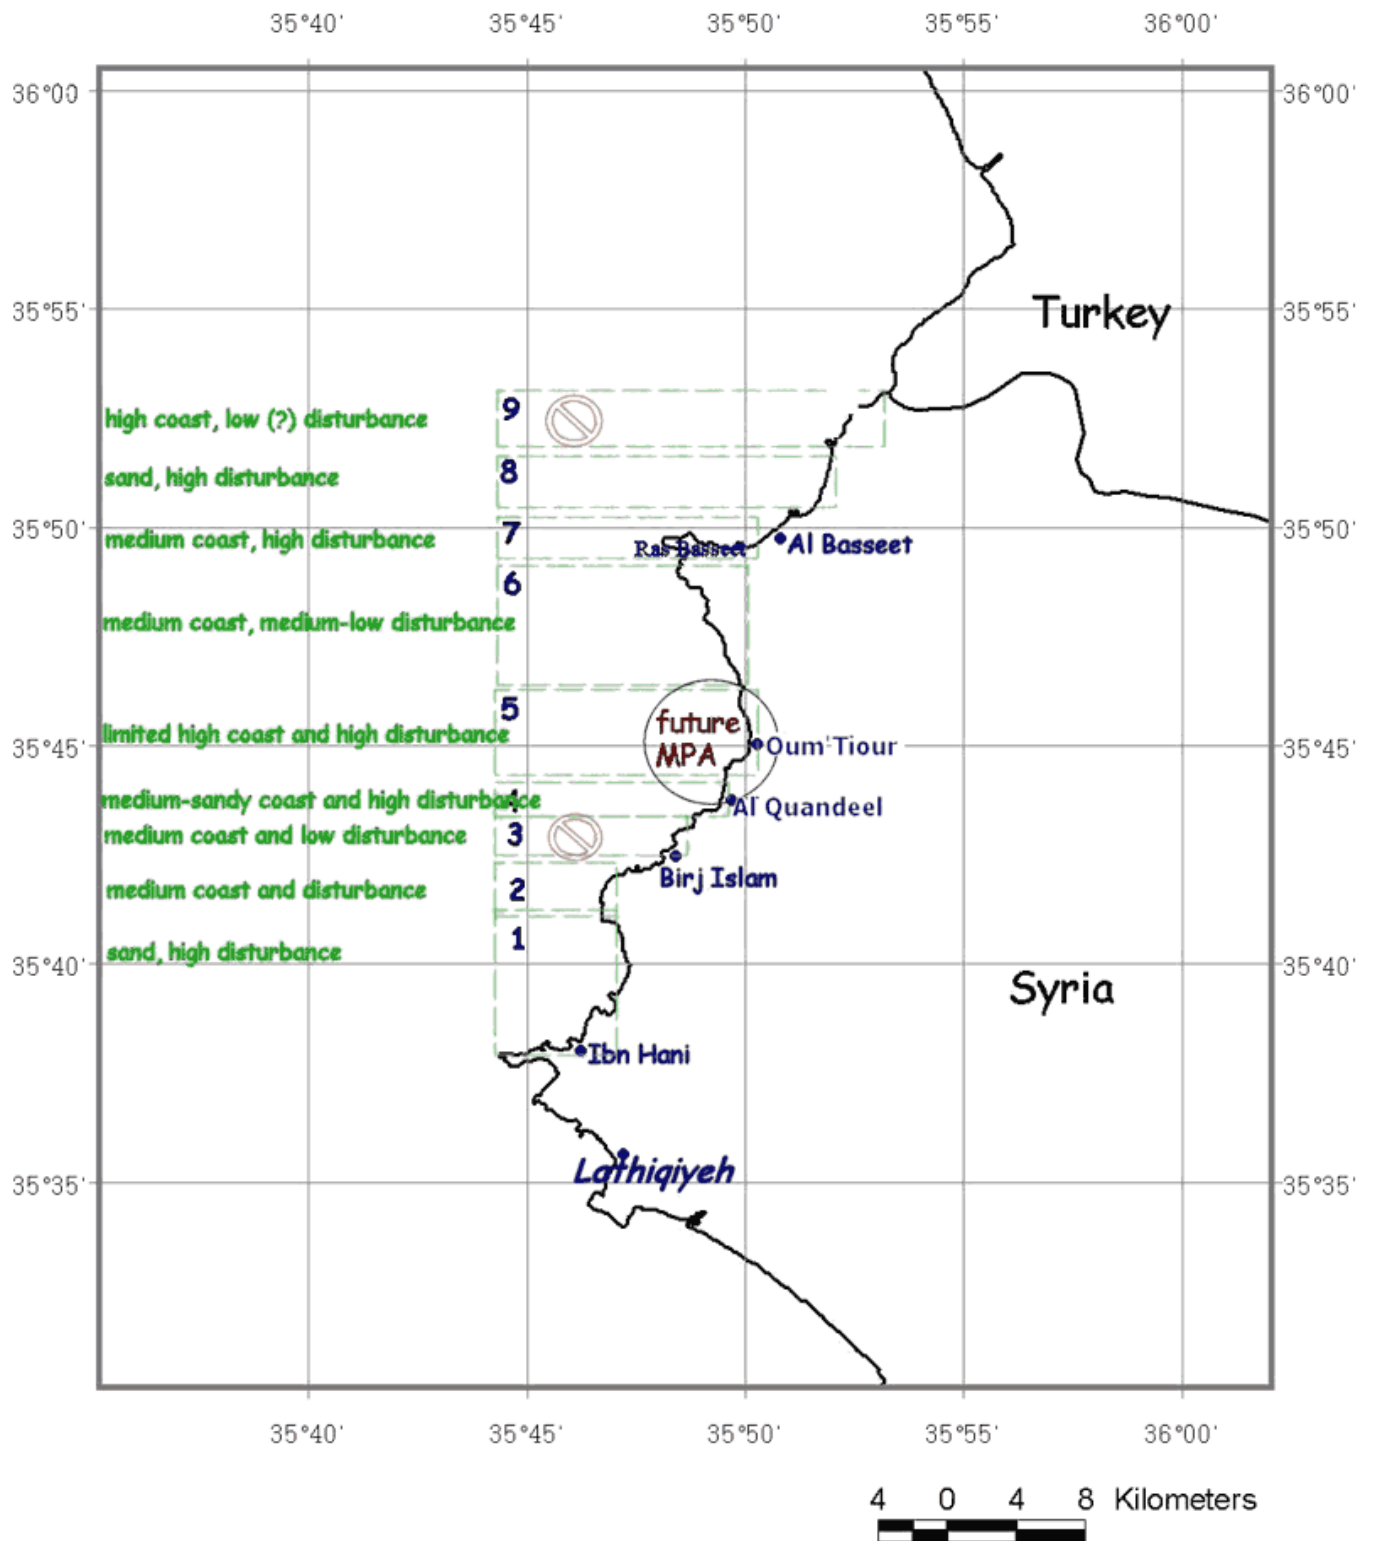 35°40' 35°45' 35°50' 35°55' 36°00'
36°00' 36°00'
35°55' Turkey 35°55'
9
high coast, low (?) disturbance
8
sand, high disturbance
35°50' 35°50'
7
medium coast, high disturbance Ras Basseet Al Basseet
6
medium coast, medium-low disturbance
5
limited high coast and high disturbance future
MPA
35°45' Oum Tiour 35°45'
4
medium-sandy coast and high disturbance Al Quandeel
medium coast and low disturbance 3
Birj Islam
medium coast and disturbance 2
1
sand, high disturbance
35°40' 35°40'
Syria
Ibn Hani
Lathiqiyeh
35°35' 35°35'
35°40' 35°45' 35°50' 35°55' 36°00'
4 0 4 8 Kilometers